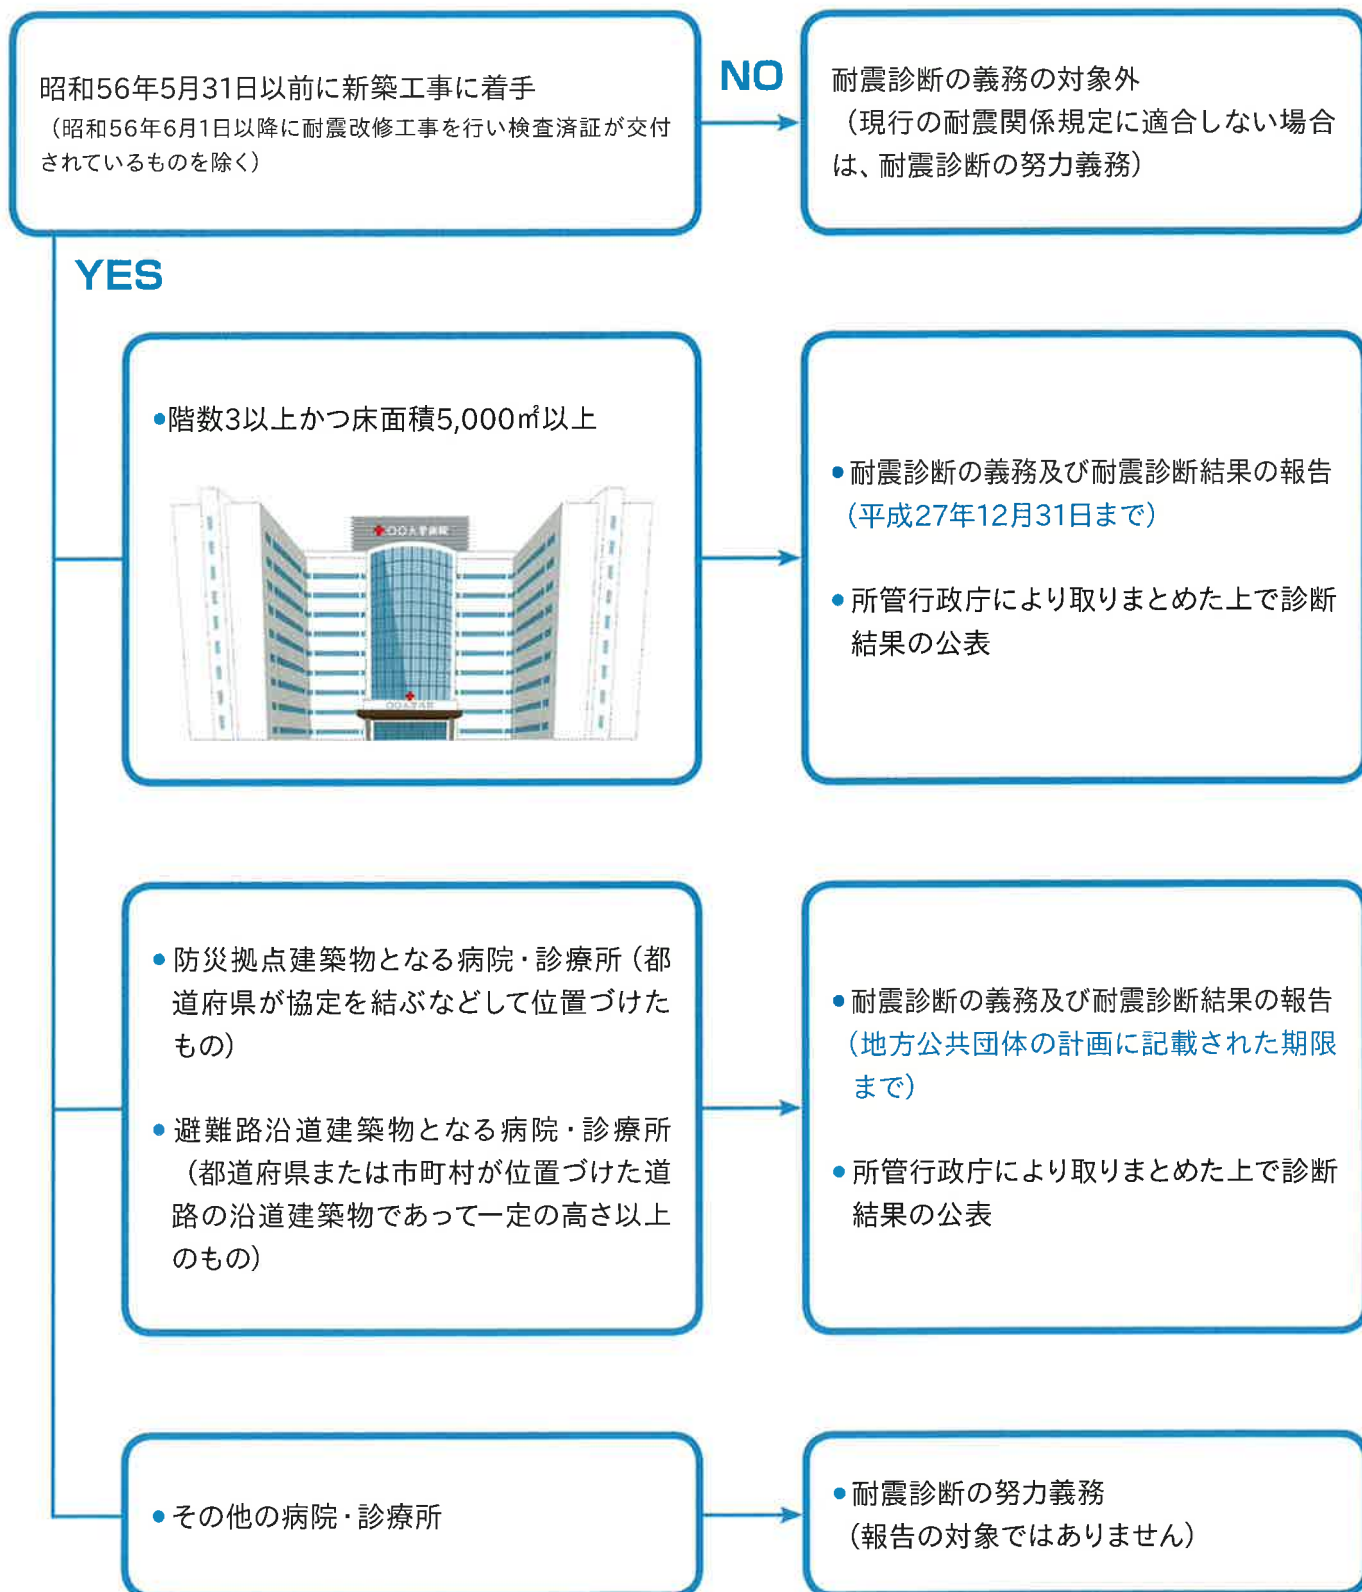 昭和56年5月31日以前に新築工事に着手
（昭和56年6月1日以降に耐震改修工事を行い検査済証が交付
されているものを除く）
NO
耐震診断の義務の対象外
（現行の耐震関係規定に適合しない場合
は、耐震診断の努力義務）
YES
•階数3以上かつ床面積5,000㎡以上
〇〇大学病院
〇〇大学病院
•耐震診断の義務及び耐震診断結果の報告
（平成27年12月31日まで）
•所管行政庁により取りまとめた上で診断
結果の公表
•防災拠点建築物となる病院・診療所（都
道府県が協定を結ぶなどして位置づけた
もの）
•避難路沿道建築物となる病院・診療所
（都道府県または市町村が位置づけた道
路の沿道建築物であって一定の高さ以上
のもの）
•耐震診断の義務及び耐震診断結果の報告
（地方公共団体の計画に記載された期限
まで）
•所管行政庁により取りまとめた上で診断
結果の公表
•その他の病院・診療所
•耐震診断の努力義務
（報告の対象ではありません）